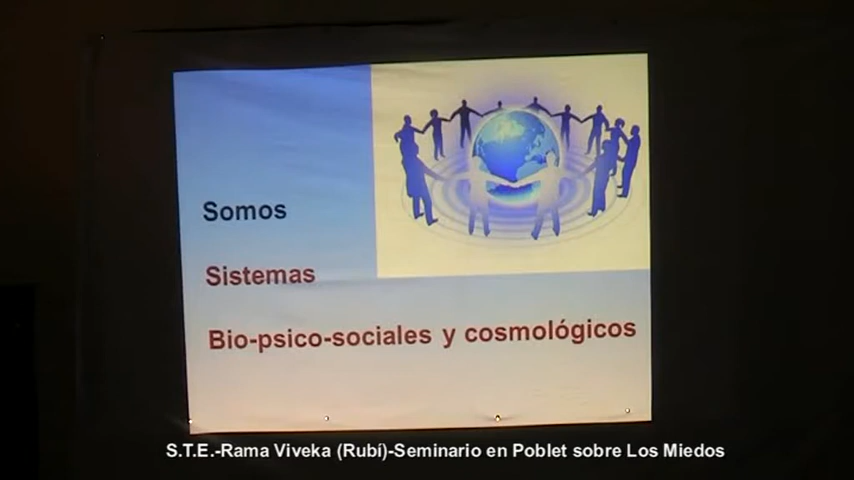 Somos
Sistemas
Bio-psico-sociales y cosmológicos
S.T.E.-Rama Viveka (Rubí)-Seminario en Poblet sobre Los Miedos